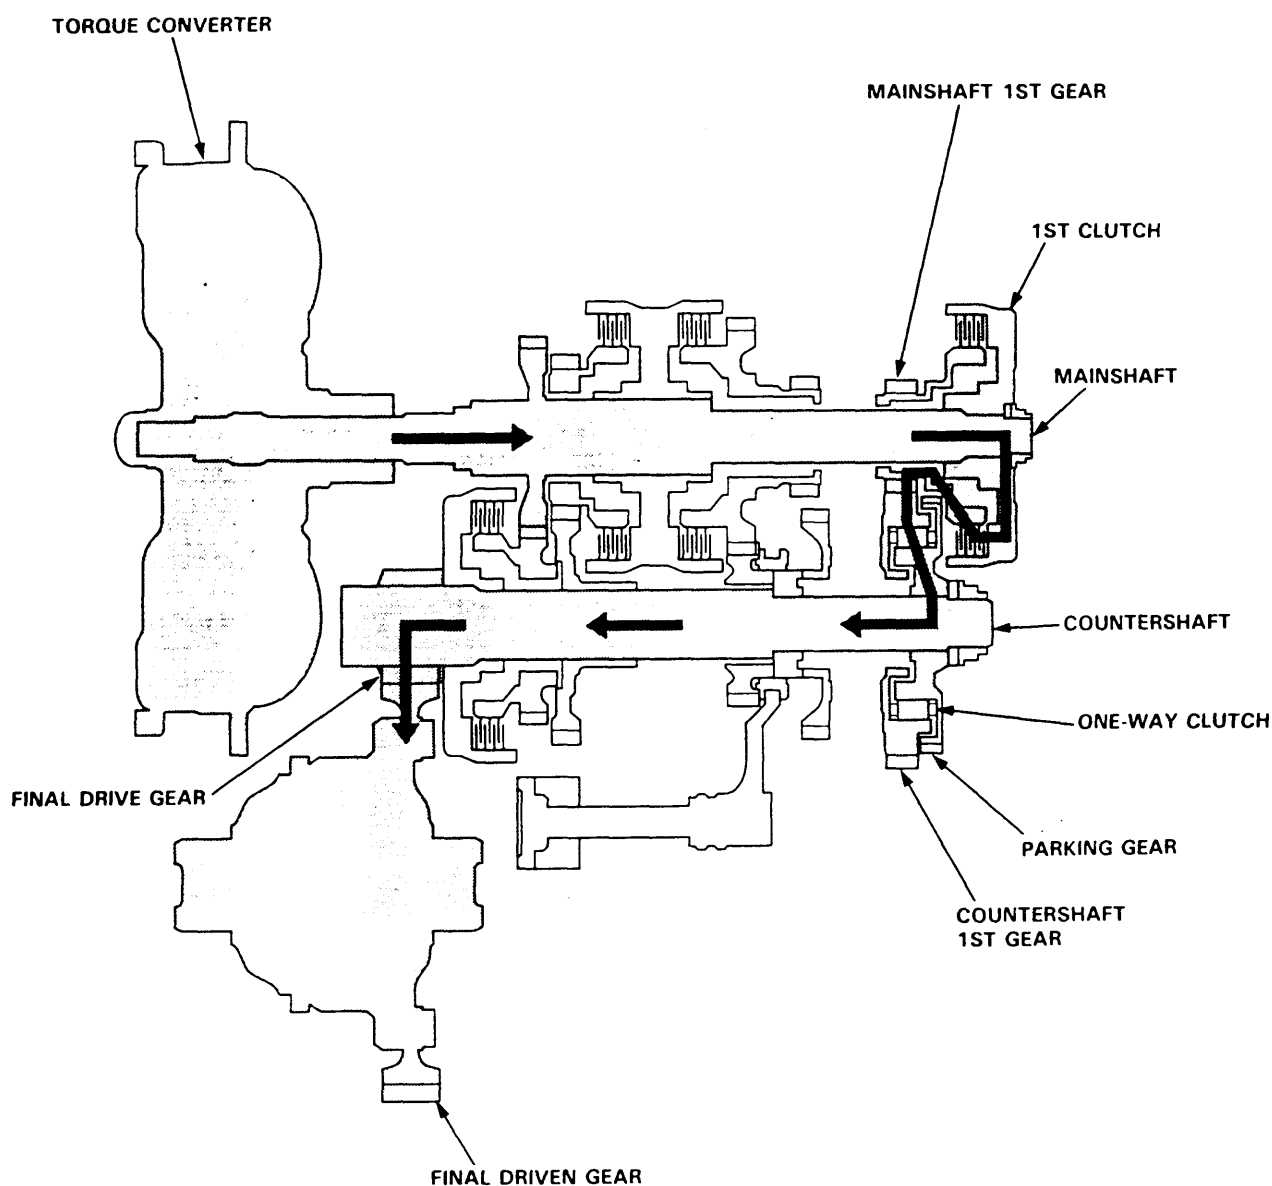 TORQUE CONVERTER
MAINSHAFT 1ST GEAR
1ST CLUTCH
MAINSHAFT
COUNTERSHAFT
ONE-WAY CLUTCH
FINAL DRIVE GEAR
PARKING GEAR
COUNTERSHAFT
1ST GEAR
FINAL DRIVEN GEAR